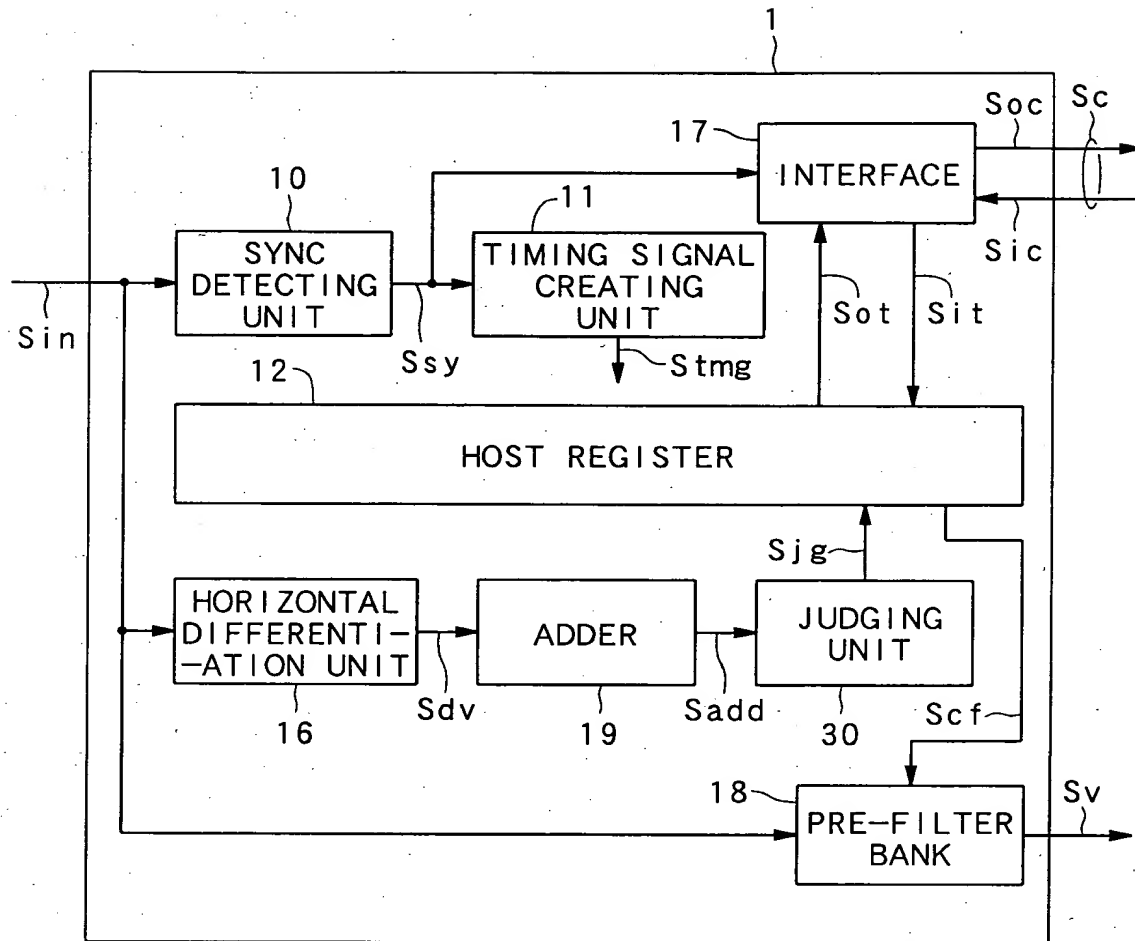 1
Soc
Sc
17
INTERFACE
Sic
10
11
SYNC
DETECTING
UNIT
TIMING SIGNAL
CREATING
UNIT
Sin
Ssy
Stmg
Sot
Sit
12
HOST REGISTER
Sjg
HORIZONTAL
DIFFERENTI-
-ATION UNIT
ADDER
JUDGING
UNIT
16
Sdv
19
Sadd
30
Scf
18
PRE-FILTER
BANK
Sv